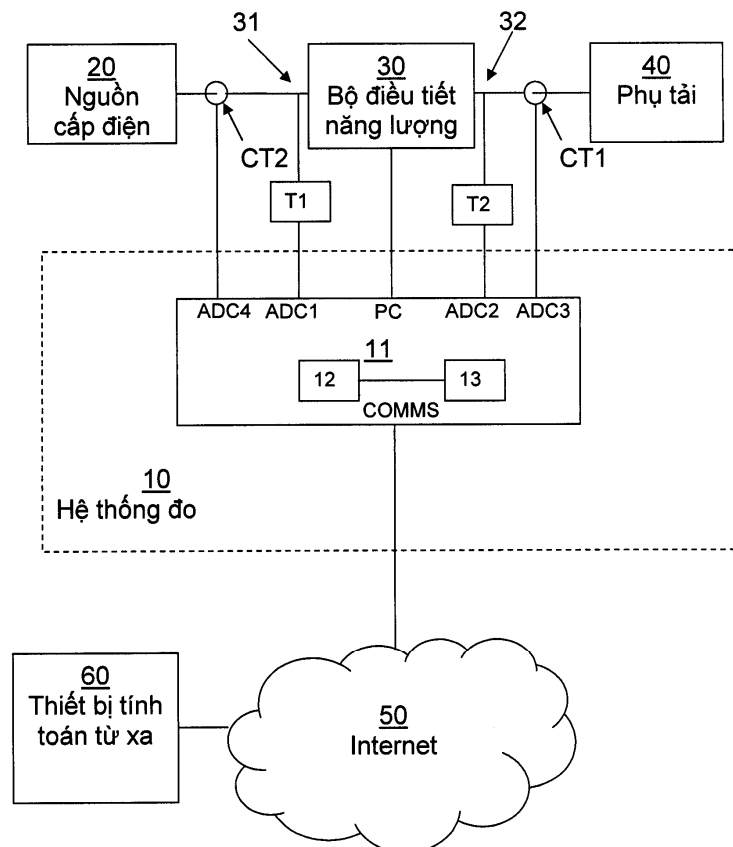 31
32
20
Nguồn
cấp điện
30
Bộ điều tiết
năng lượng
40
Phụ tải
CT2
CT1
T1
T2
ADC4 ADC1 PC ADC2 ADC3
11
12
13
COMMS
10
Hệ thống đo
60
Thiết bị tính
toán từ xa
50
Internet